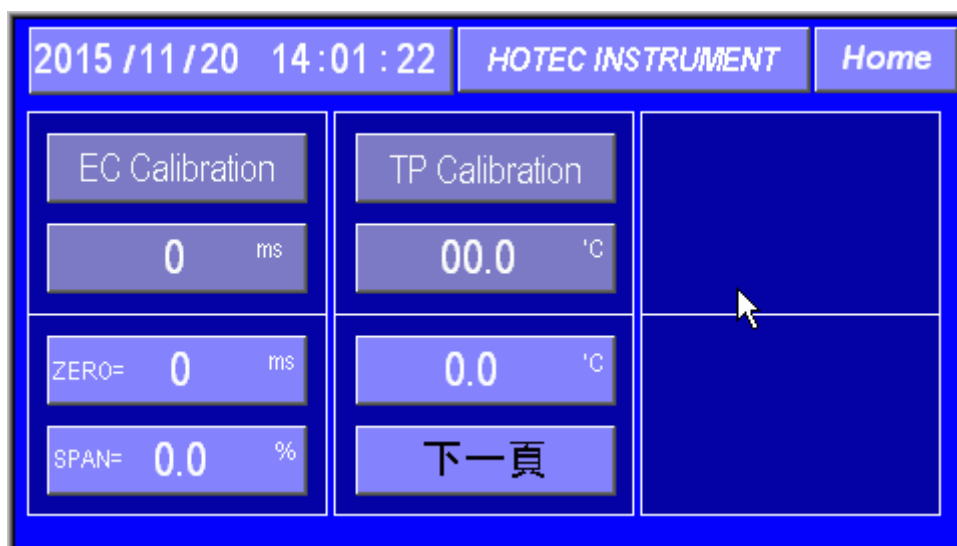 2015 /11/20 14:01:22 HOTEC INSTRUMENT Home
EC Calibration
0 ms
ZERO= 0 ms
SPAN= 0.0 %
TP Calibration
00.0 'C
0.0 'C
下一頁